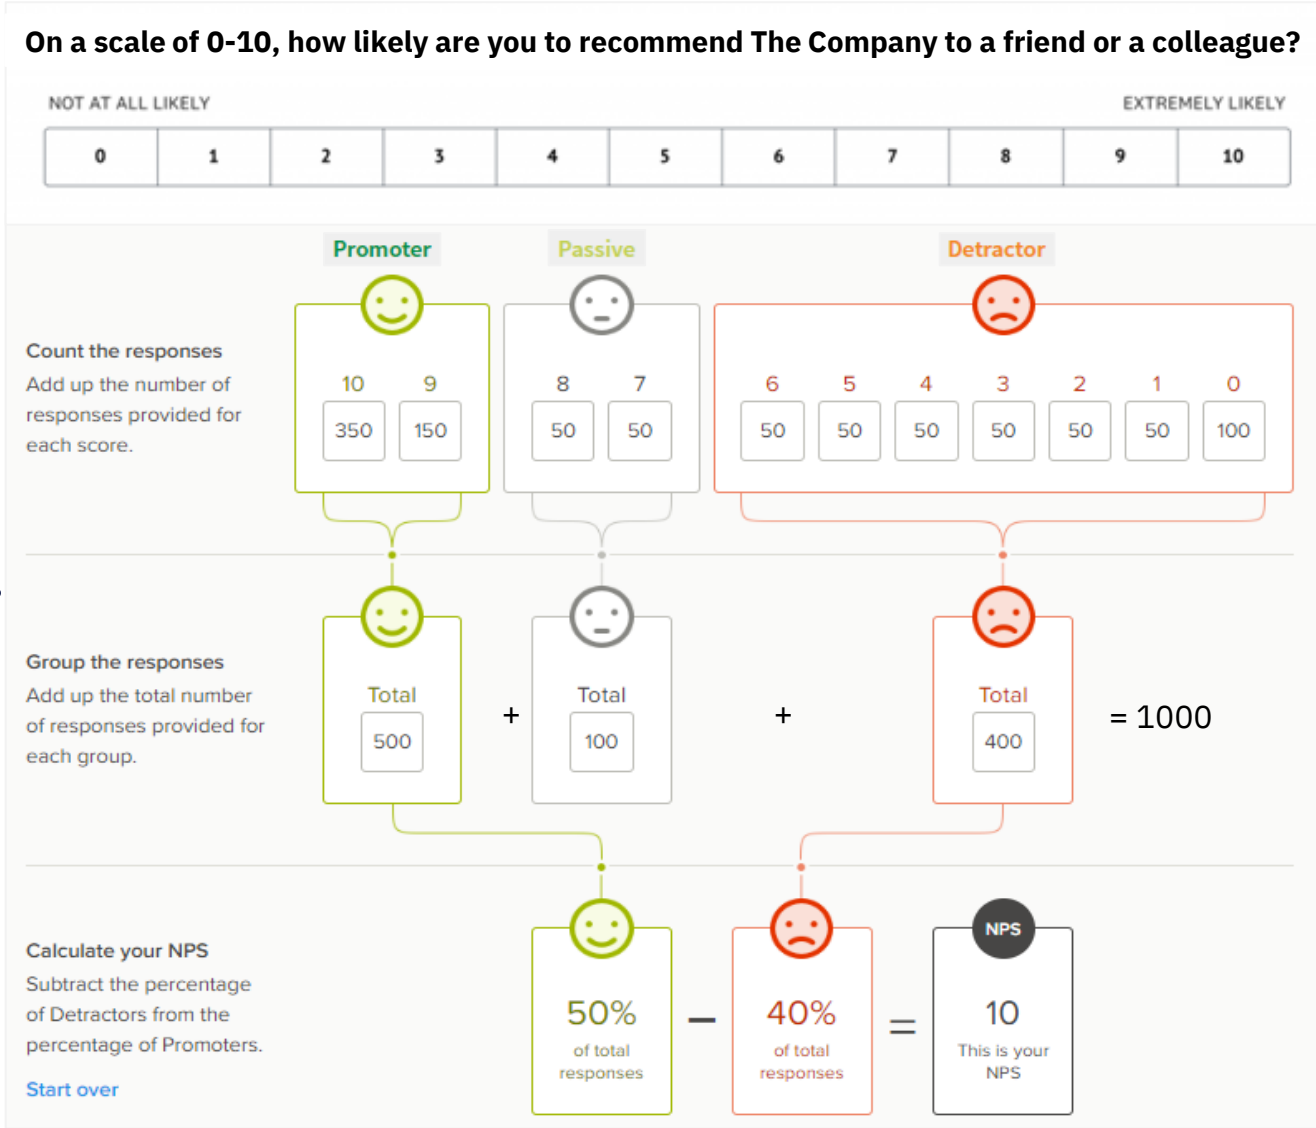 On a scale of 0-10, how likely are you to recommend The Company to a friend or a colleague?
NOT AT ALL LIKELY EXTREMELY LIKELY
0 1 2 3 4 5 6 7 8 9 10
Promoter Passive Detractor
Count the responses
Add up the number of
responses provided for
each score.
10 9 8 7 6 5 4 3 2 1 0
350 150 50 50 50 50 50 50 50 50 100
Group the responses
Add up the total number
of responses provided for
each group.
Total Total Total
500 + 100 + 400 = 1000
Calculate your NPS
Subtract the percentage
of Detractors from the
percentage of Promoters.
Start over
NPS
50% − 40% = 10
of total of total This is your
responses responses NPS